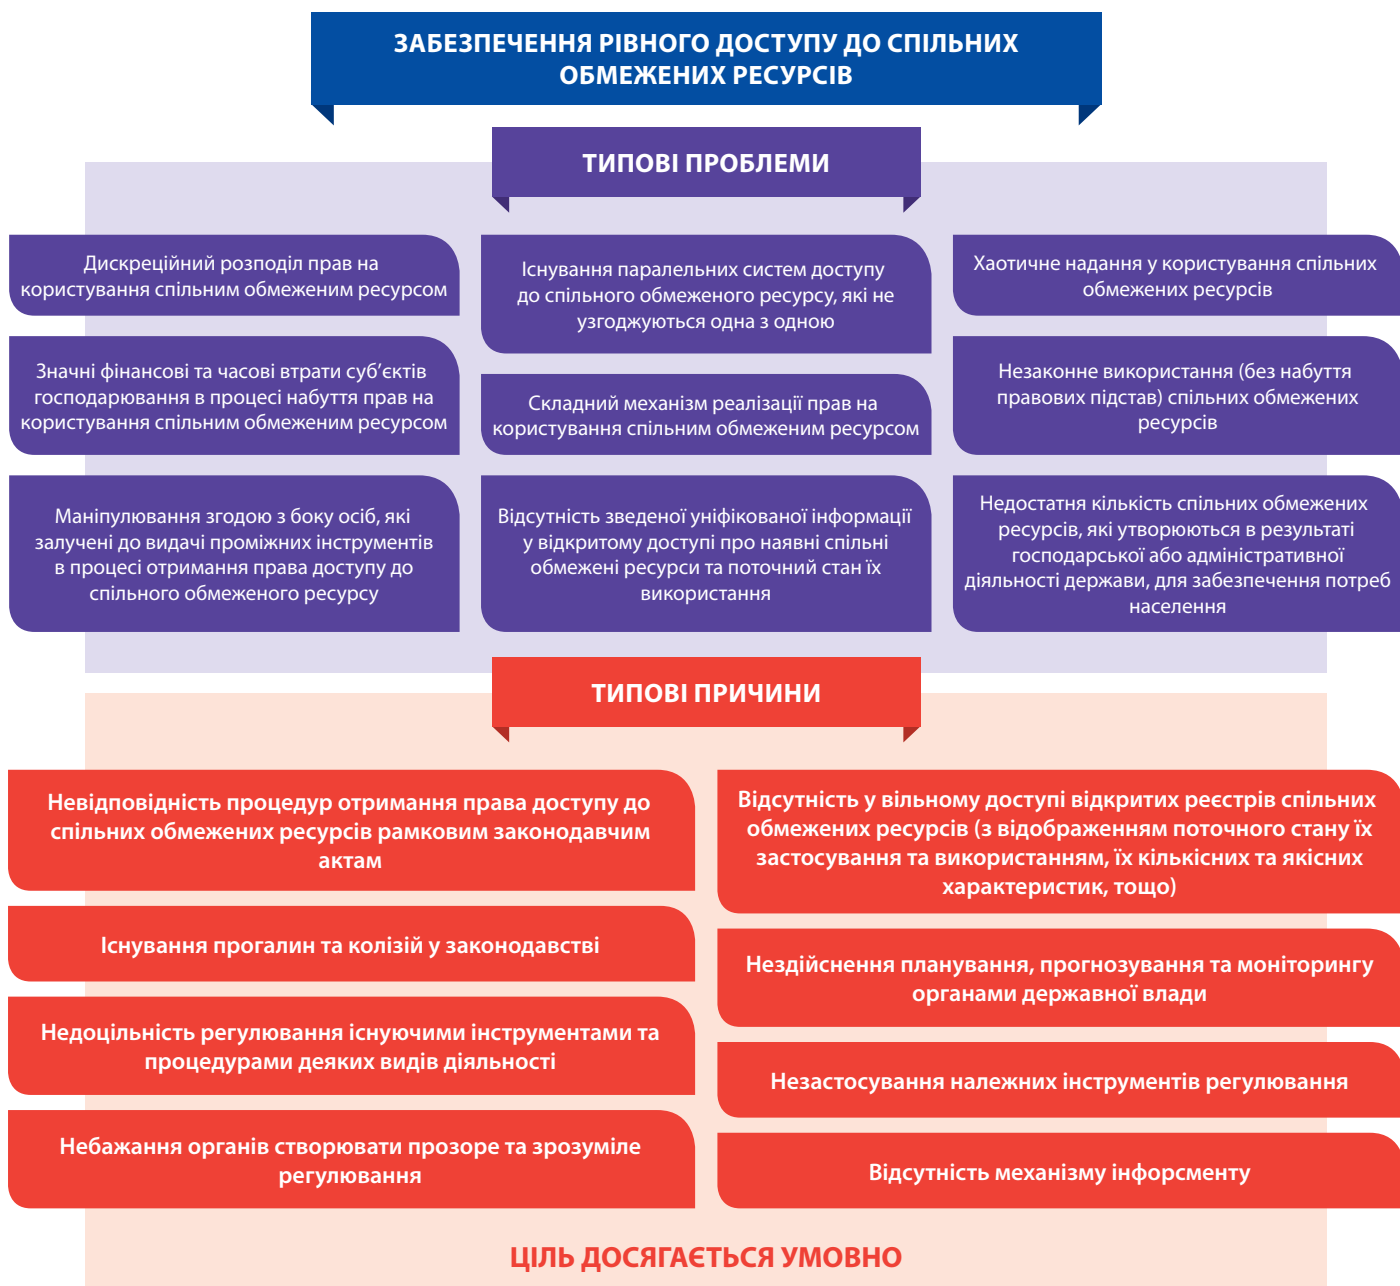 ЗАБЕЗПЕЧЕННЯ РІВНОГО ДОСТУПУ ДО СПІЛЬНИХ
ОБМЕЖЕНИХ РЕСУРСІВ
ТИПОВІ ПРОБЛЕМИ
Дискреційний розподіл прав на
користування спільним обмеженим ресурсом
Значні фінансові та часові втрати суб’єктів
господарювання в процесі набуття прав на
користування спільним обмеженим ресурсом
Маніпулювання згодою з боку осіб, які
залучені до видачі проміжних інструментів
в процесі отримання права доступу до
спільного обмеженого ресурсу
Існування паралельних систем доступу
до спільного обмеженого ресурсу, які не
узгоджуються одна з одною
Складний механізм реалізації прав на
користування спільним обмеженим ресурсом
Відсутність зведеної уніфікованої інформації
у відкритому доступі про наявні спільні
обмежені ресурси та поточний стан їх
використання
Хаотичне надання у користування спільних
обмежених ресурсів
Незаконне використання (без набуття
правових підстав) спільних обмежених
ресурсів
Недостатня кількість спільних обмежених
ресурсів, які утворюються в результаті
господарської або адміністративної
діяльності держави, для забезпечення потреб
населення
ТИПОВІ ПРИЧИНИ
Невідповідність процедур отримання права доступу до
спільних обмежених ресурсів рамковим законодавчим
актам
Існування прогалин та колізій у законодавстві
Недоцільність регулювання існуючими інструментами та
процедурами деяких видів діяльності
Небажання органів створювати прозоре та зрозуміле
регулювання
Відсутність у вільному доступі відкритих реєстрів спільних
обмежених ресурсів (з відображенням поточного стану їх
застосування та використанням, їх кількісних та якісних
характеристик, тощо)
Нездійснення планування, прогнозування та моніторингу
органами державної влади
Незастосування належних інструментів регулювання
Відсутність механізму інфорсменту
ЦІЛЬ ДОСЯГАЄТЬСЯ УМОВНО